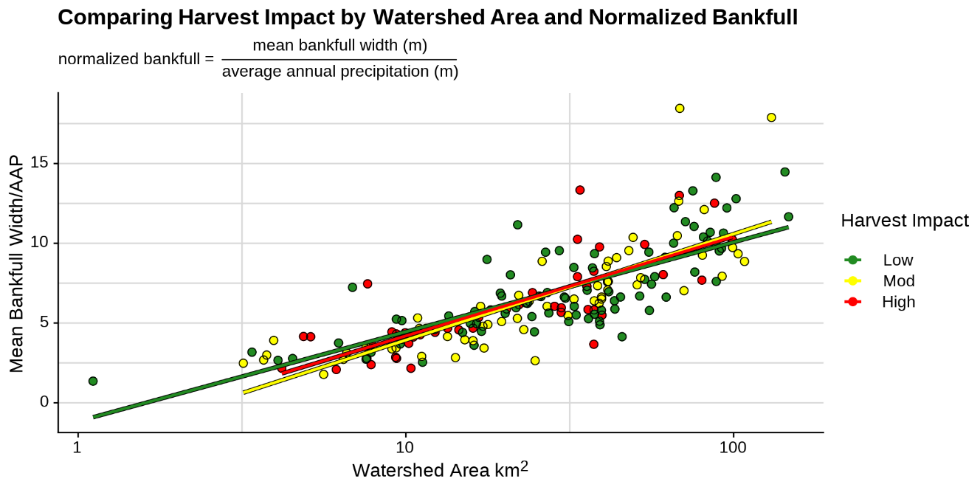 Comparing Harvest Impact by Watershed Area and Normalized Bankfull
mean bankfull width (m)
normalized bankfull =
average annual precipitation (m)
Mean Bankfull Width/AAP
15
10
5
0
1
10
100
Watershed Area km²
Harvest Impact
Low
Mod
High